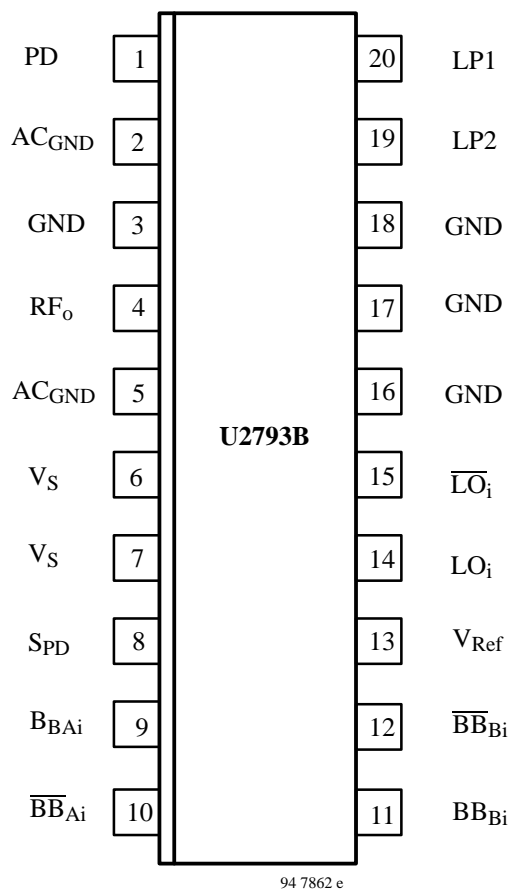 PD 1 20 LP1
AC_GND 2 19 LP2
GND 3 18 GND
RF_o 4 17 GND
AC_GND 5 16 GND
U2793B
V_S 6 15 L̅O̅_i
V_S 7 14 LO_i
S_PD 8 13 V_Ref
B_BAi 9 12 B̅B̅_Bi
B̅B̅_Ai 10 11 BB_Bi
94 7862 e